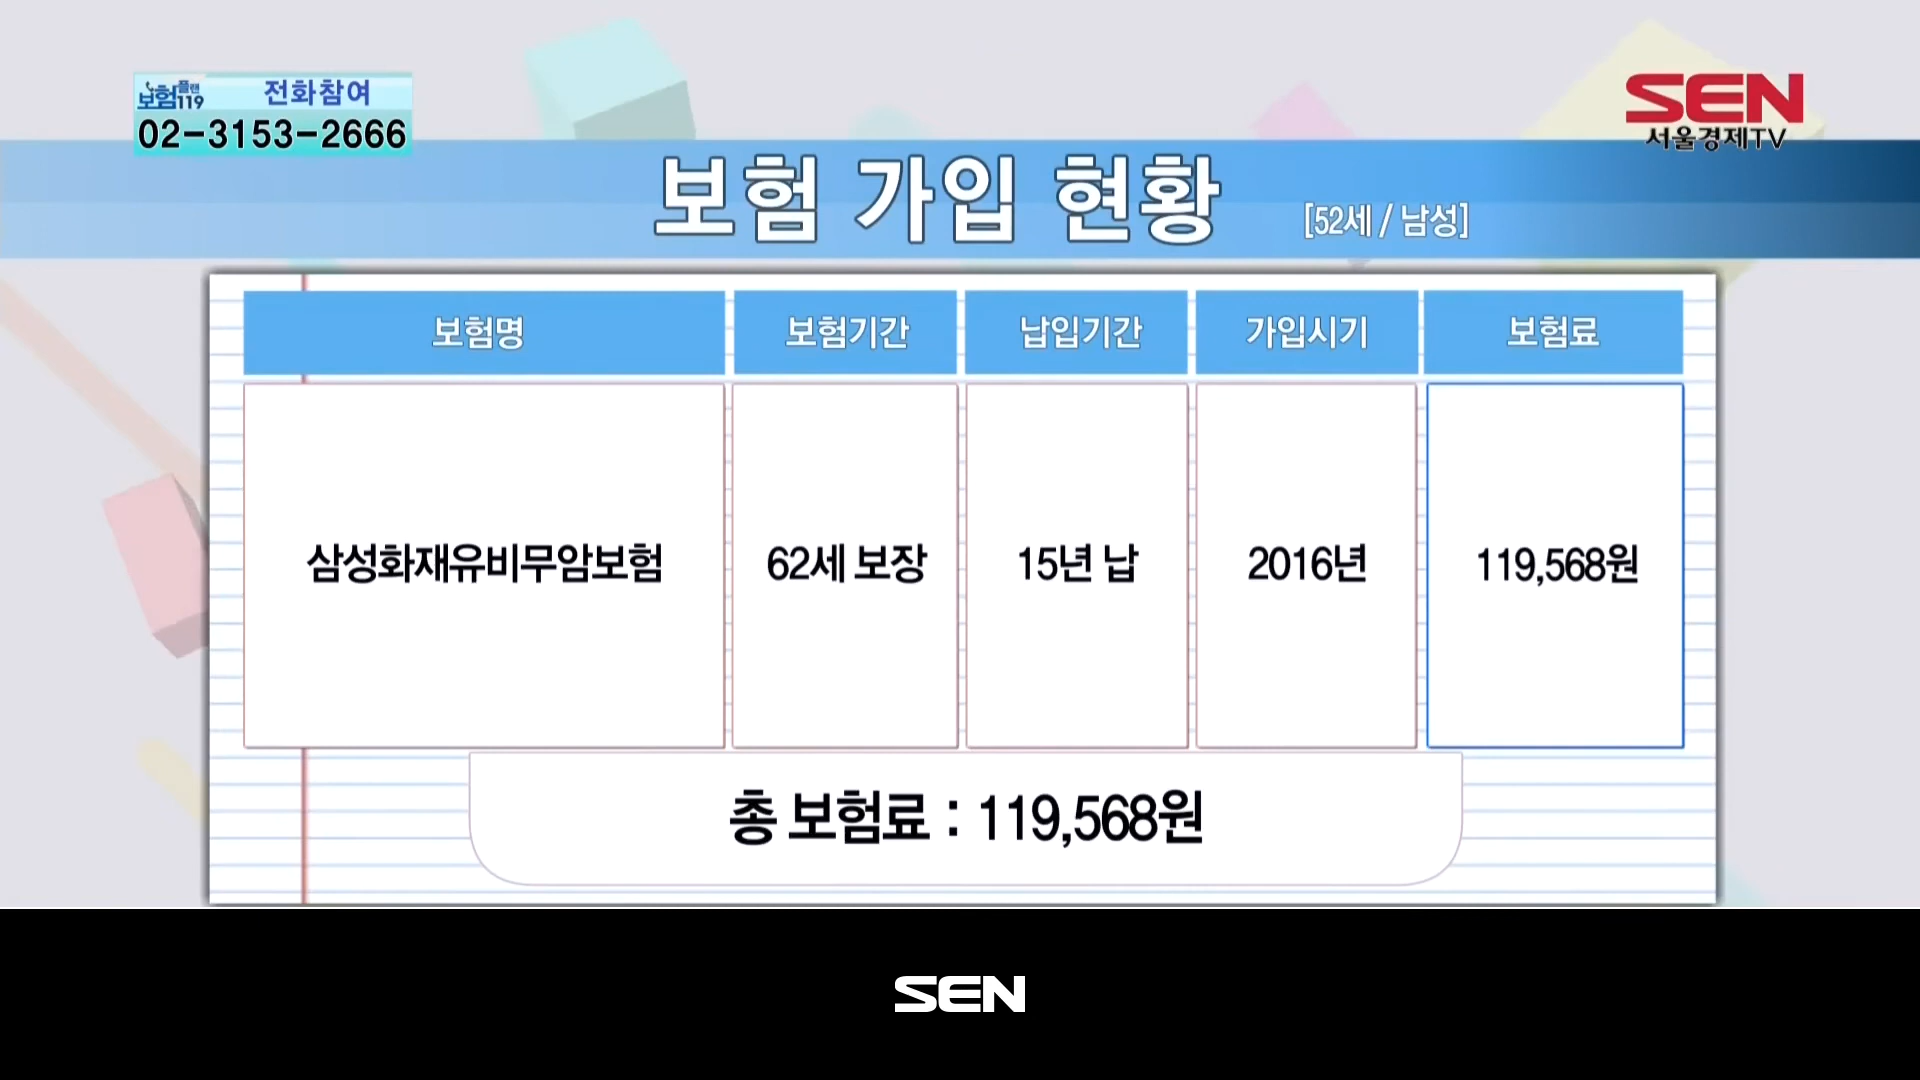 보험플랜119 전화참여
02-3153-2666
SEN
서울경제TV
보험 가입 현황 [52세 / 남성]
보험명 보험기간 납입기간 가입시기 보험료
삼성화재유비무암보험 62세 보장 15년 납 2016년 119,568원
총 보험료 : 119,568원
SEN